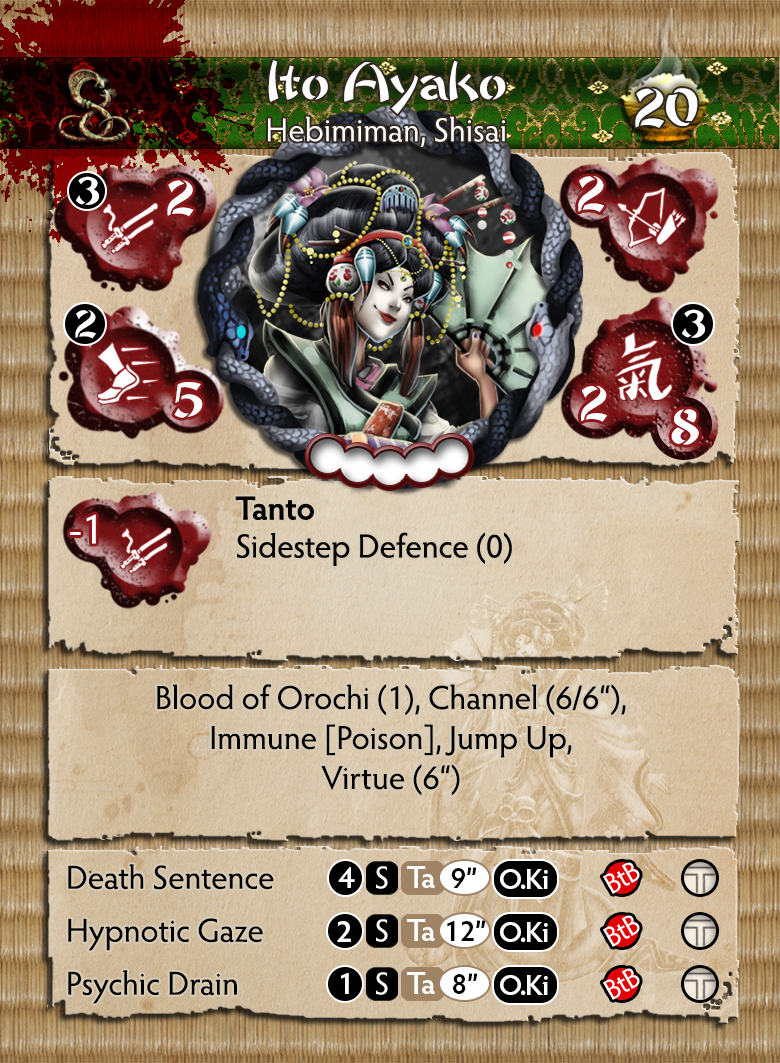 Ito Ayako
20
Hebimiman, Shisai
3 2
2
2 5
氣
3 2 8
-1
Tanto
Sidestep Defence (0)
Blood of Orochi (1), Channel (6/6"),
Immune [Poison], Jump Up,
Virtue (6")
Death Sentence 4 S Ta 9" O.Ki BtB T
Hypnotic Gaze 2 S Ta 12" O.Ki BtB T
Psychic Drain 1 S Ta 8" O.Ki BtB T